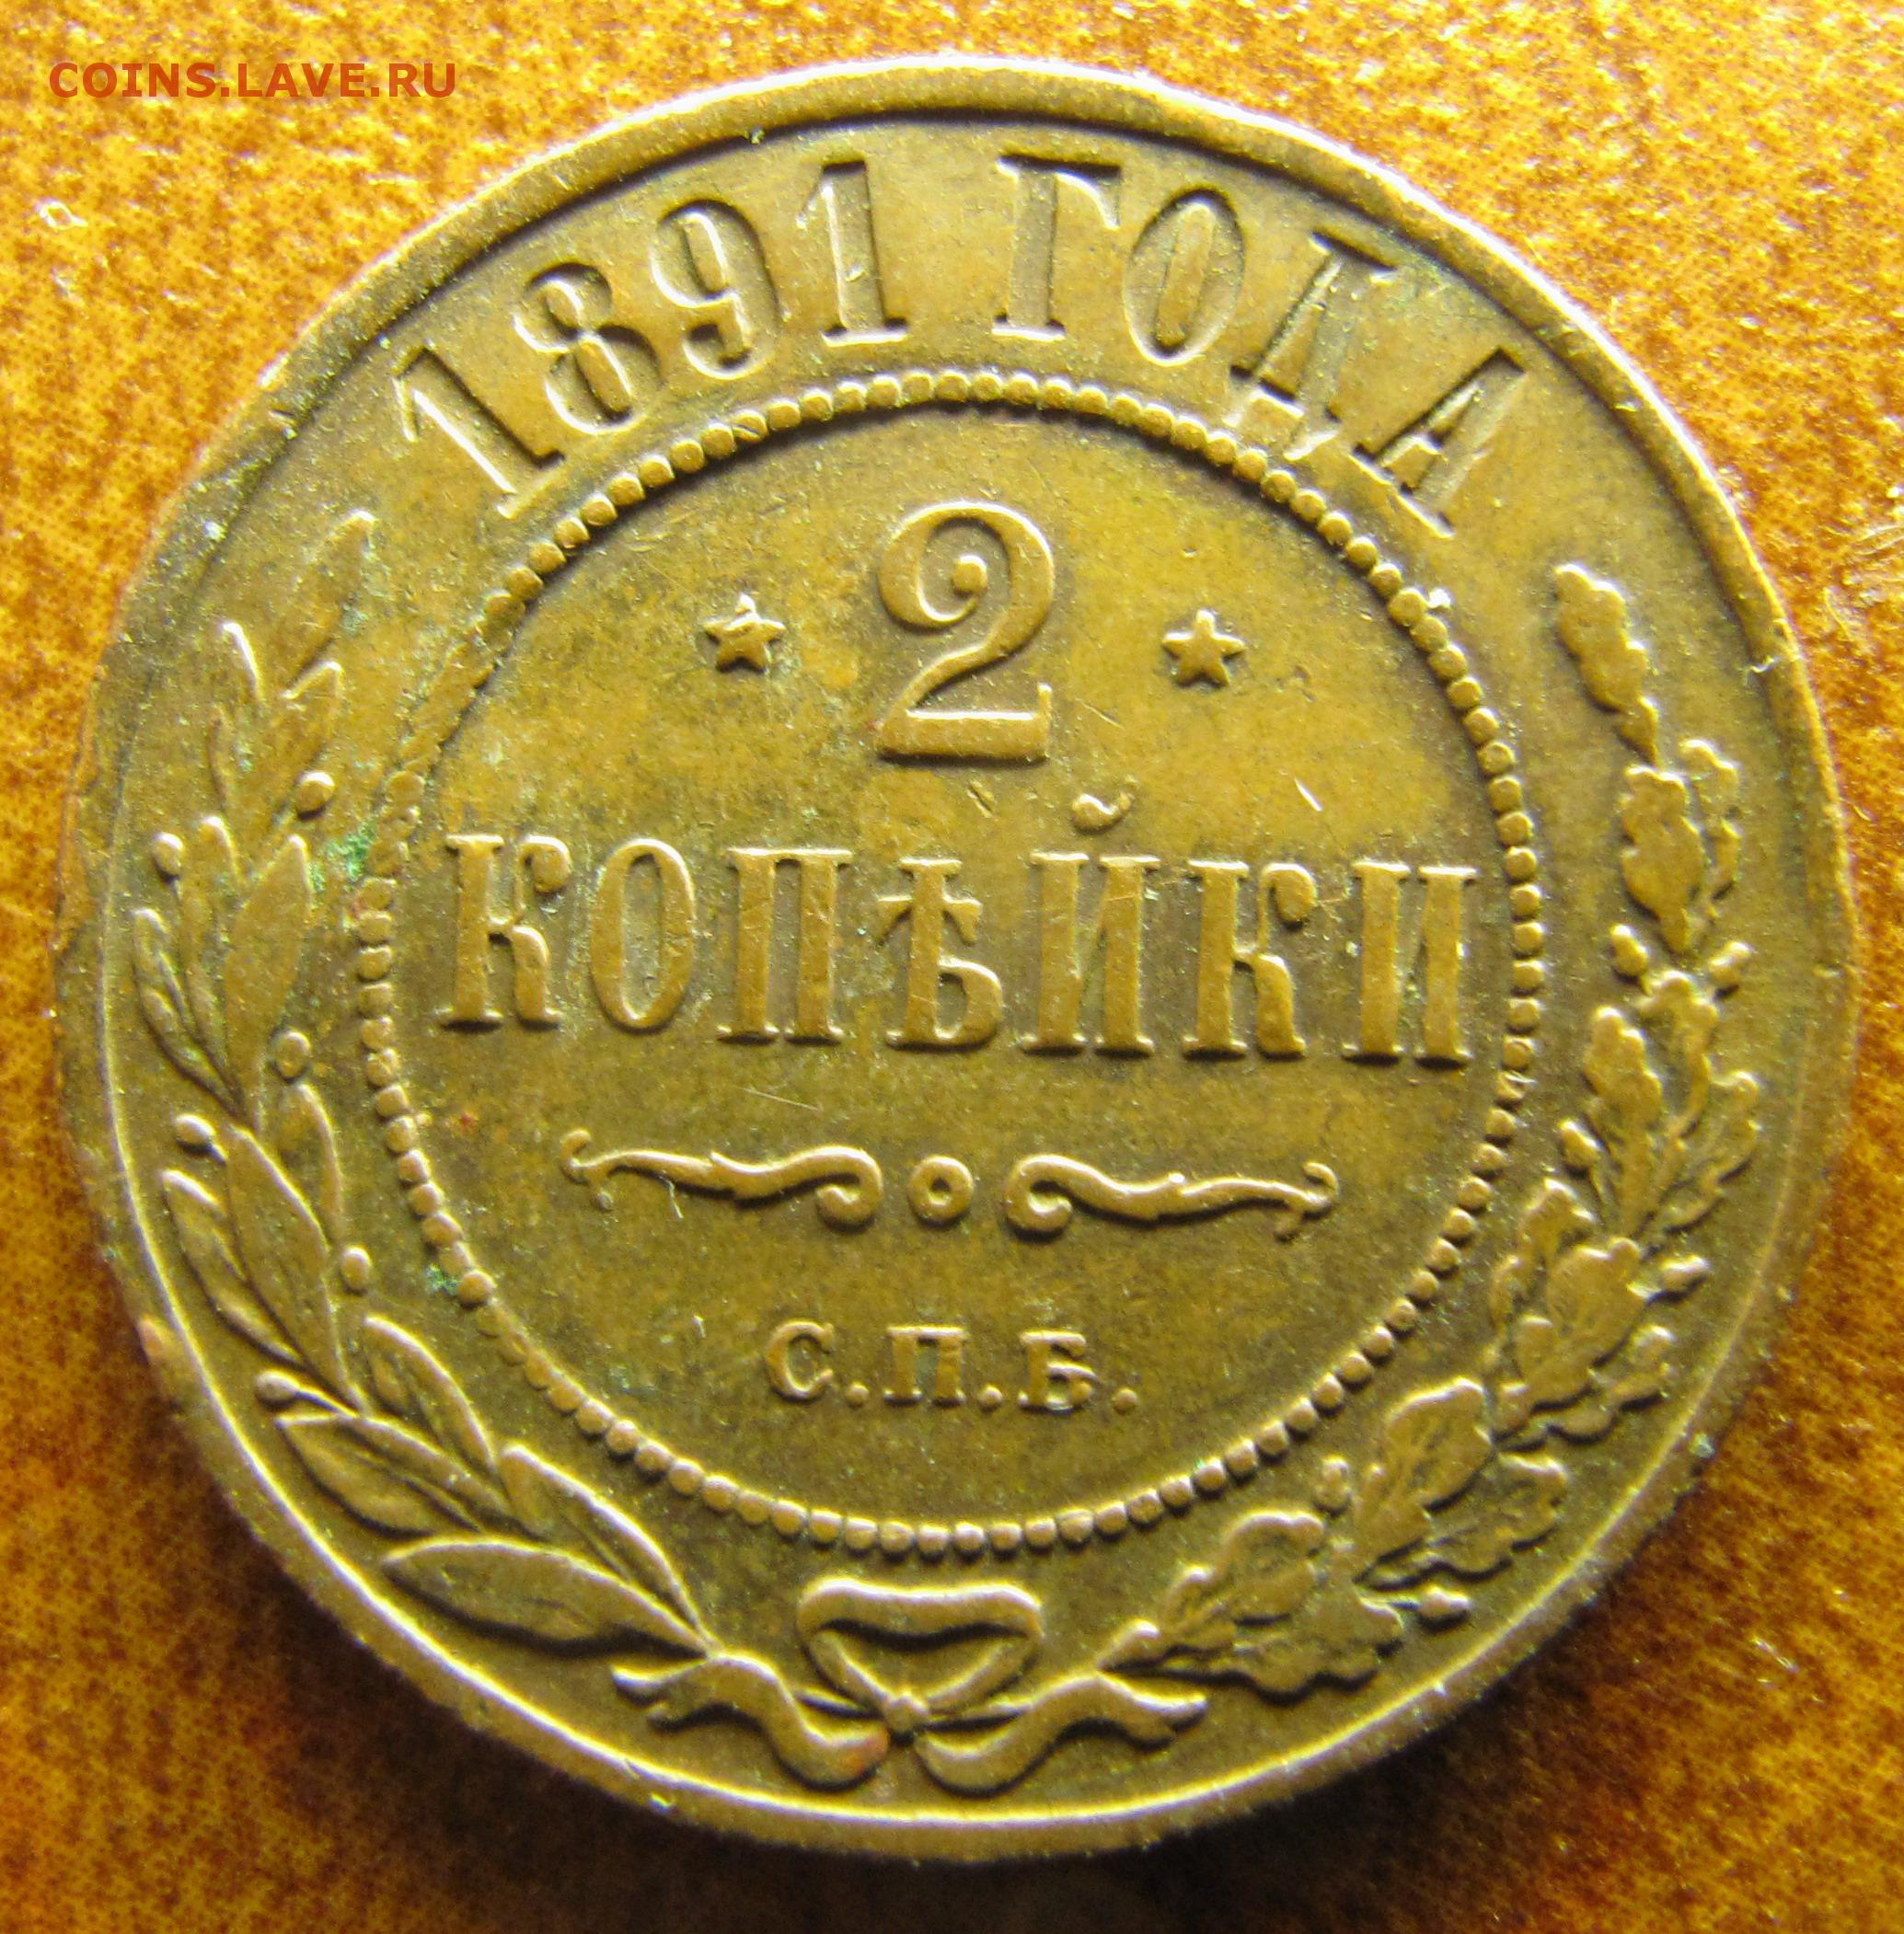 COINS.LAVE.RU
1891 ГОДА
2
КОПѢЙКИ
С.П.Б.